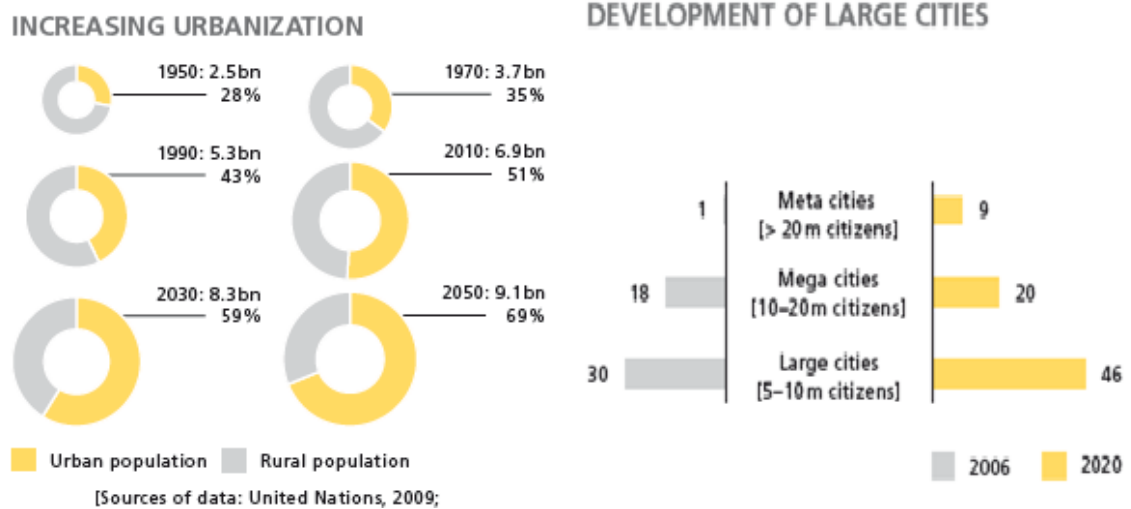 INCREASING URBANIZATION
1950: 2.5bn
28%
1970: 3.7bn
35%
1990: 5.3bn
43%
2010: 6.9bn
51%
2030: 8.3bn
59%
2050: 9.1bn
69%
Urban population
Rural population
[Sources of data: United Nations, 2009;
DEVELOPMENT OF LARGE CITIES
1
Meta cities
[> 20m citizens]
9
18
Mega cities
[10–20m citizens]
20
30
Large cities
[5–10m citizens]
46
2006
2020